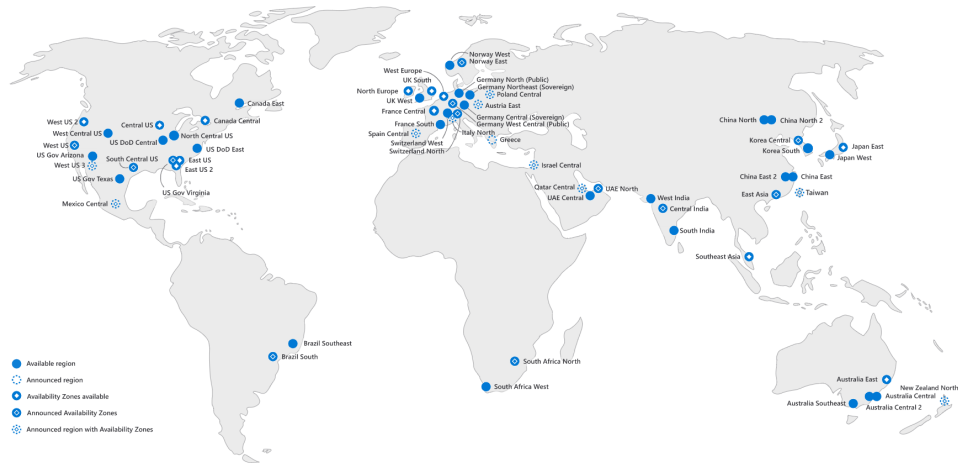 Norway West
Norway East
West Europe
UK South
North Europe
UK West
France Central
France South
Spain Central
Switzerland West
Switzerland North
Germany North (Public)
Germany Northeast (Sovereign)
Poland Central
Austria East
Germany Central (Sovereign)
Germany West Central (Public)
Italy North
Greece
Canada East
Canada Central
West US 2
West Central US
West US
US Gov Arizona
West US 3
US Gov Texas
Mexico Central
Central US
US DoD Central
South Central US
North Central US
US DoD East
East US
East US 2
US Gov Virginia
Israel Central
Qatar Central
UAE North
UAE Central
West India
Central India
South India
China North
China North 2
Korea Central
Korea South
Japan East
Japan West
China East 2
China East
East Asia
Taiwan
Southeast Asia
Brazil Southeast
Brazil South
South Africa North
South Africa West
Australia East
New Zealand North
Australia Central
Australia Southeast
Australia Central 2
Available region
Announced region
Availability Zones available
Announced Availability Zones
Announced region with Availability Zones